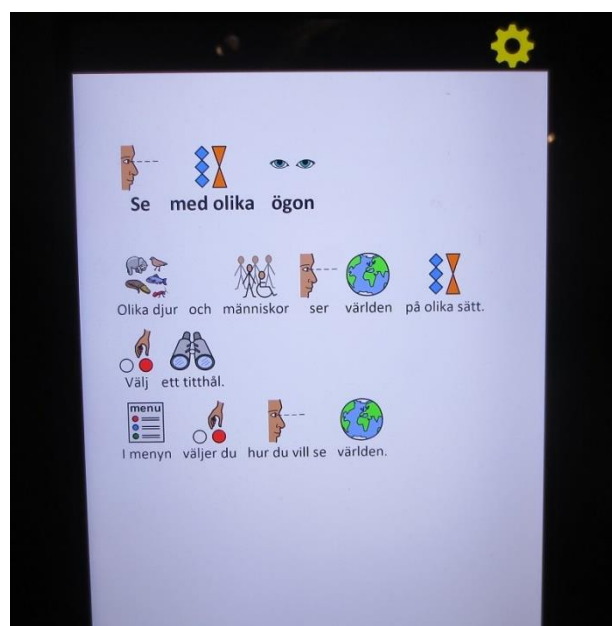 Se med olika ögon
Olika djur och människor ser världen på olika sätt.
Välj ett titthål.
menu
I menyn väljer du hur du vill se världen.